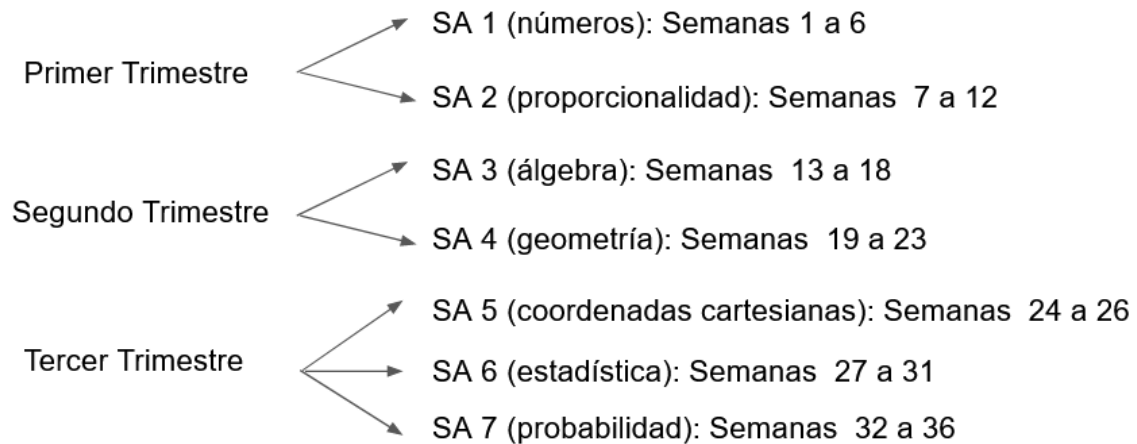 Primer Trimestre
SA 1 (números): Semanas 1 a 6
SA 2 (proporcionalidad): Semanas 7 a 12
Segundo Trimestre
SA 3 (álgebra): Semanas 13 a 18
SA 4 (geometría): Semanas 19 a 23
Tercer Trimestre
SA 5 (coordenadas cartesianas): Semanas 24 a 26
SA 6 (estadística): Semanas 27 a 31
SA 7 (probabilidad): Semanas 32 a 36